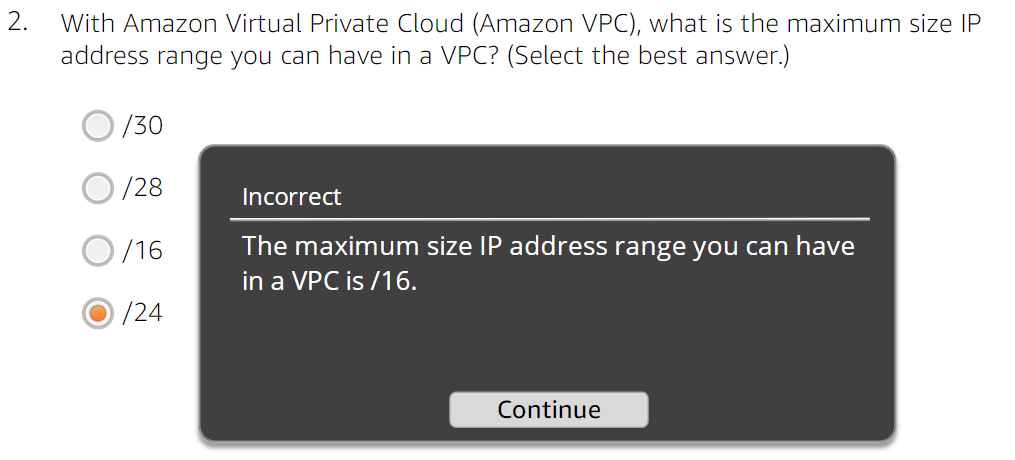 2. With Amazon Virtual Private Cloud (Amazon VPC), what is the maximum size IP
address range you can have in a VPC? (Select the best answer.)
/30
/28
/16
/24
Incorrect
The maximum size IP address range you can have
in a VPC is /16.
Continue